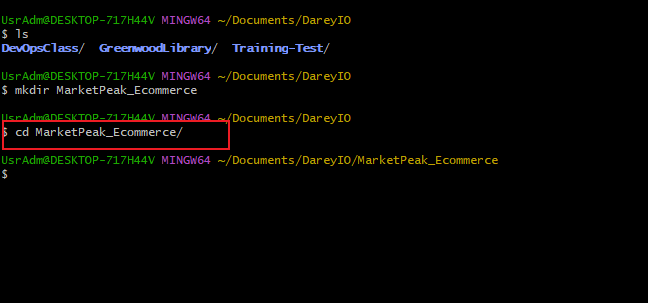 UsrAdm@DESKTOP-717H44V MINGW64 ~/Documents/DareyIO
$ ls
DevOpsClass/  GreenwoodLibrary/  Training-Test/
UsrAdm@DESKTOP-717H44V MINGW64 ~/Documents/DareyIO
$ mkdir MarketPeak_Ecommerce
UsrAdm@DESKTOP-717H44V MINGW64 ~/Documents/DareyIO
$ cd MarketPeak_Ecommerce/
UsrAdm@DESKTOP-717H44V MINGW64 ~/Documents/DareyIO/MarketPeak_Ecommerce
$